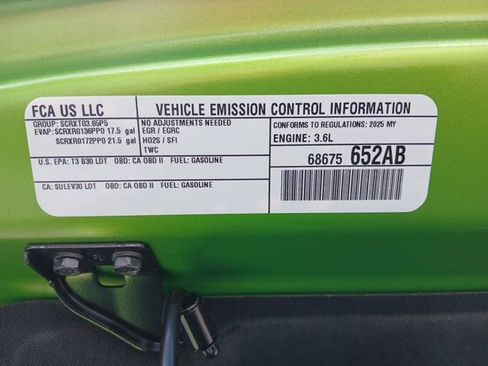 FCA US LLC
VEHICLE EMISSION CONTROL INFORMATION
GROUP: SCRXT03.65P5
EVAP: SCRXR0136PP0 17.5 gal
SCRXR0172PP0 21.5 gal
NO ADJUSTMENTS NEEDED
EGR / EGRC
HO2S / SFI
TWC
CONFORMS TO REGULATIONS: 2025 MY
ENGINE: 3.6L
68675 652AB
U.S. EPA: T3 B30 LDT OBD: CA OBD II FUEL: GASOLINE
CA: SULEV30 LDT OBD: CA OBD II FUEL: GASOLINE